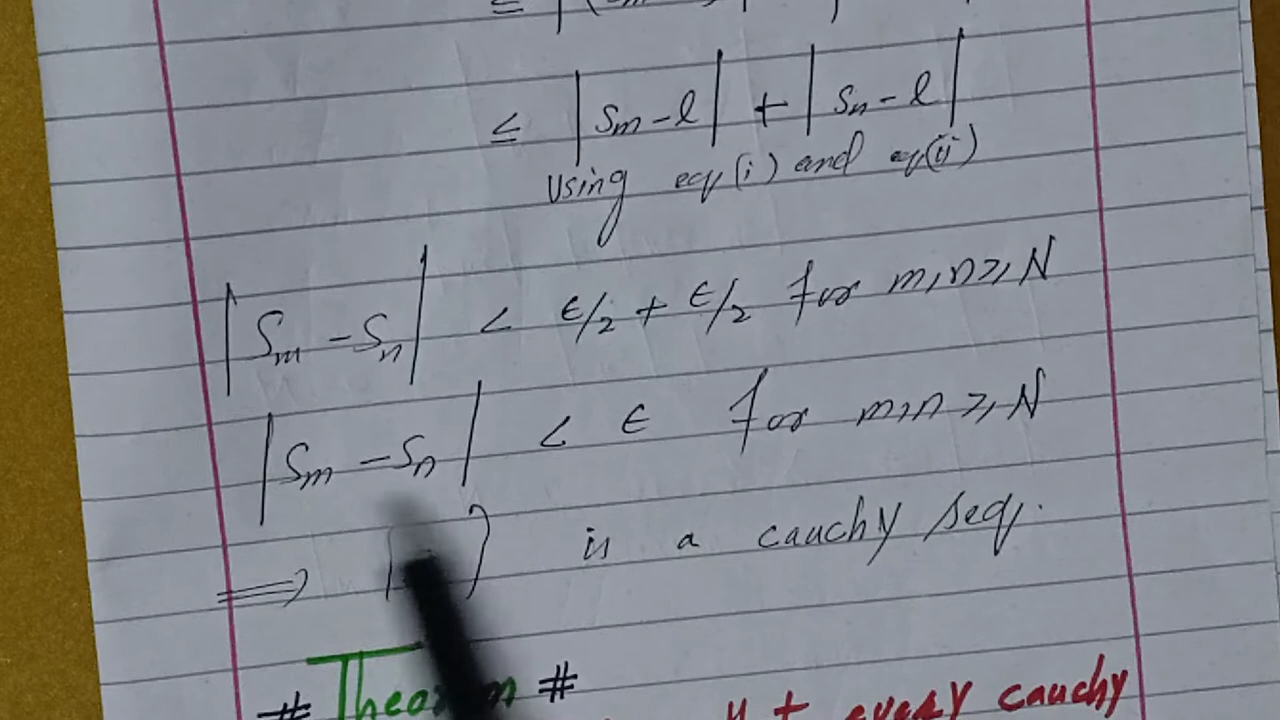 ≤ | Sm - l | + | Sn - l |
Using eq (i) and eq (ii)
| Sm - Sn | < ϵ/2 + ϵ/2 for m,n ≥ N
| Sm - Sn | < ϵ for m,n ≥ N
⟹ is a cauchy seq.
# Theorem #
every cauchy